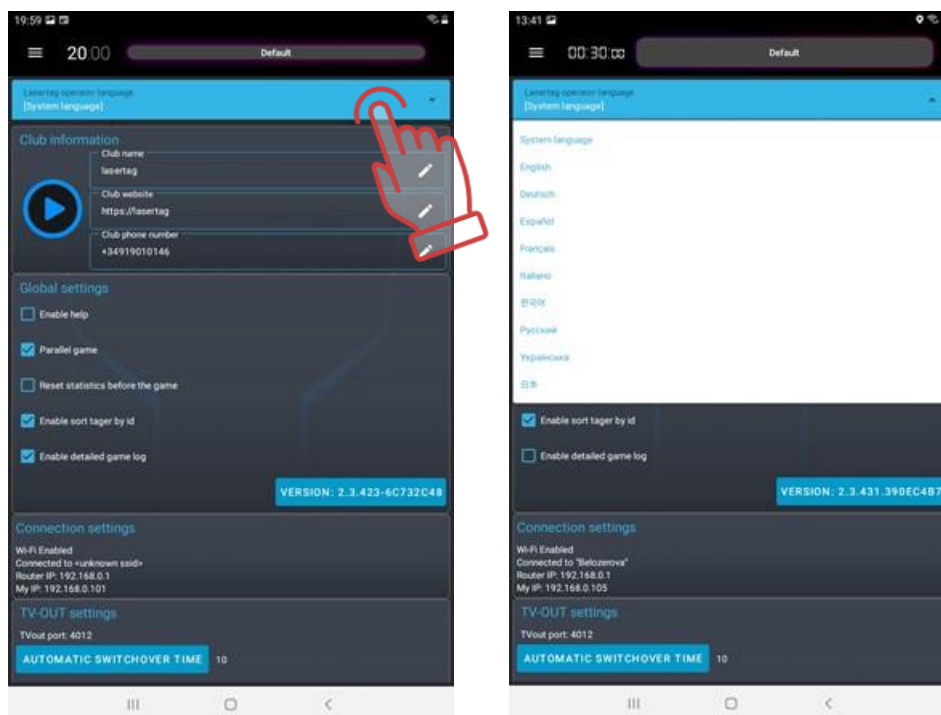 19:59
20:00
Default
Lasertag operator language
[System language]
Club information
Club name
lasertag
Club website
https://lasertag
Club phone number
+34919010146
Global settings
Enable help
Parallel game
Reset statistics before the game
Enable sort tager by id
Enable detailed game log
VERSION: 2.3.423-6C732C48
Connection settings
Wi-Fi Enabled
Connected to <unknown ssid>
Router IP: 192.168.0.1
My IP: 192.168.0.101
TV-OUT settings
TVout port: 4012
AUTOMATIC SWITCHOVER TIME 10
13:41
00:30:00
Default
Lasertag operator language
[System language]
System language
English
Deutsch
Español
Français
Italiano
한국어
Русский
Українська
日本
Enable sort tager by id
Enable detailed game log
VERSION: 2.3.431.390EC4B7
Connection settings
Wi-Fi Enabled
Connected to "Belozerova"
Router IP: 192.168.0.1
My IP: 192.168.0.105
TV-OUT settings
TVout port: 4012
AUTOMATIC SWITCHOVER TIME 10